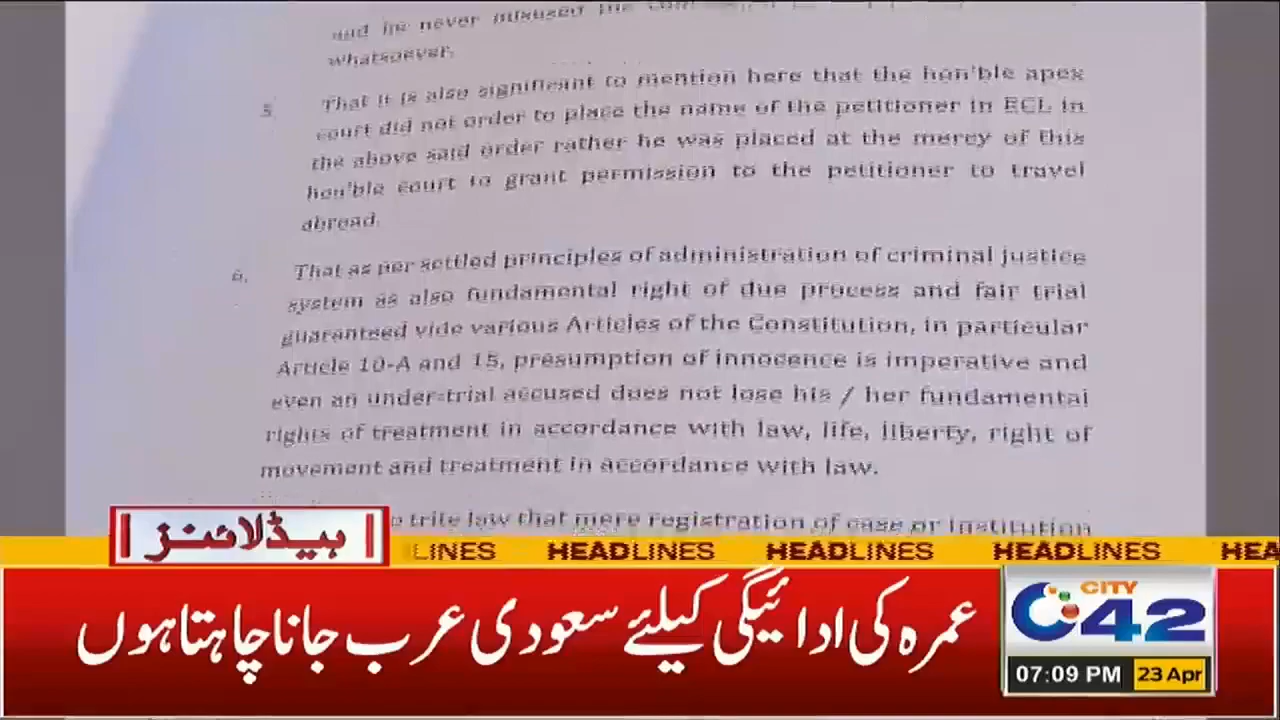 and he never misused the
whatsoever.
5. That it is also significant to mention here that the hon'ble apex
court did not order to place the name of the petitioner in ECL in
the above said order rather he was placed at the mercy of this
hon'ble court to grant permission to the petitioner to travel
abroad.
6. That as per settled principles of administration of criminal justice
system as also fundamental right of due process and fair trial
guaranteed vide various Articles of the Constitution, in particular
Article 10-A and 15, presumption of innocence is imperative and
even an under-trial accused does not lose his / her fundamental
rights of treatment in accordance with law, life, liberty, right of
movement and treatment in accordance with law.
trite law that mere registration of case or institution
ہیڈلائنز
LINES HEADLINES HEADLINES HEADLINES HEA
عمرہ کی ادائیگی کیلئے سعودی عرب جانا چاہتا ہوں
CITY
42
07:09 PM 23 Apr